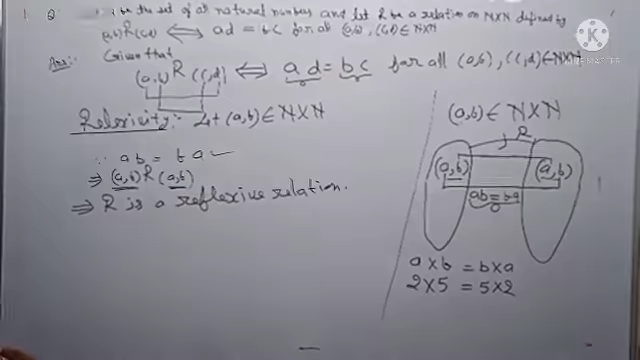 Q be the set of all natural numbers and let R be a relation on N×N defined by
(a,b) R (c,d) ⟺ ad = bc for all (a,b), (c,d) ∈ N×N
Ans:- Given that
(a,b) R (c,d) ⟺ ad = bc for all (a,b), (c,d) ∈ N×N
KINEMASTER
Reflexivity:- Let (a,b) ∈ N×N
∵ ab = ba
⇒ (a,b) R (a,b)
⇒ R is a reflexive relation.
(a,b) ∈ N×N
R
(a,b) (a,b)
ab = ba
a×b = b×a
2×5 = 5×2